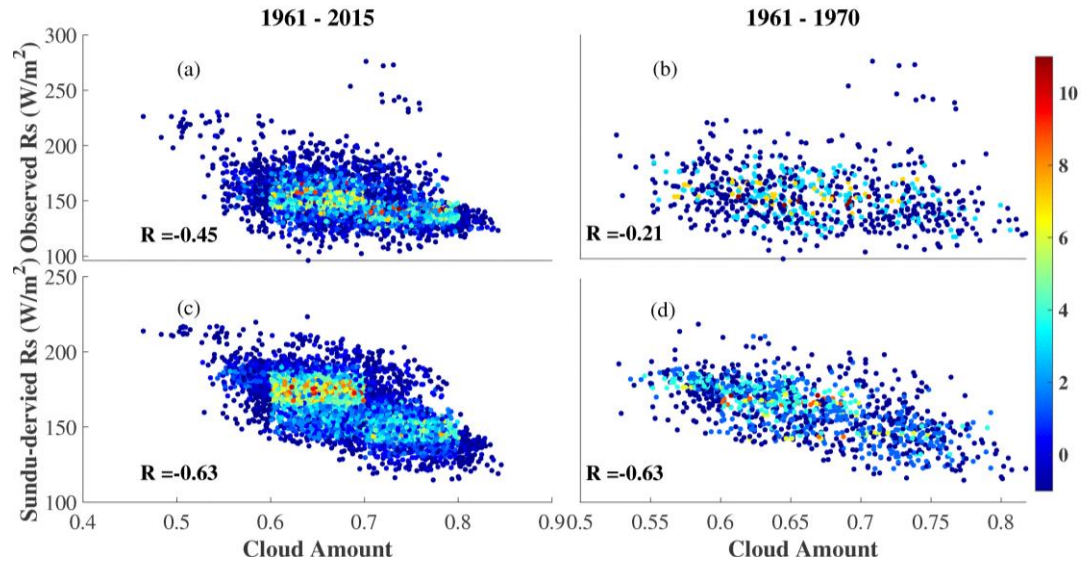 1961 - 2015
1961 - 1970
300
250
200
150
100
Observed Rs (W/m²)
(a)
R =-0.45
(b)
R =-0.21
10
8
6
4
2
0
250
200
150
100
Sundu-dervied Rs (W/m²)
(c)
R =-0.63
(d)
R =-0.63
0.4 0.5 0.6 0.7 0.8 0.9
0.5 0.55 0.6 0.65 0.7 0.75 0.8
Cloud Amount
Cloud Amount